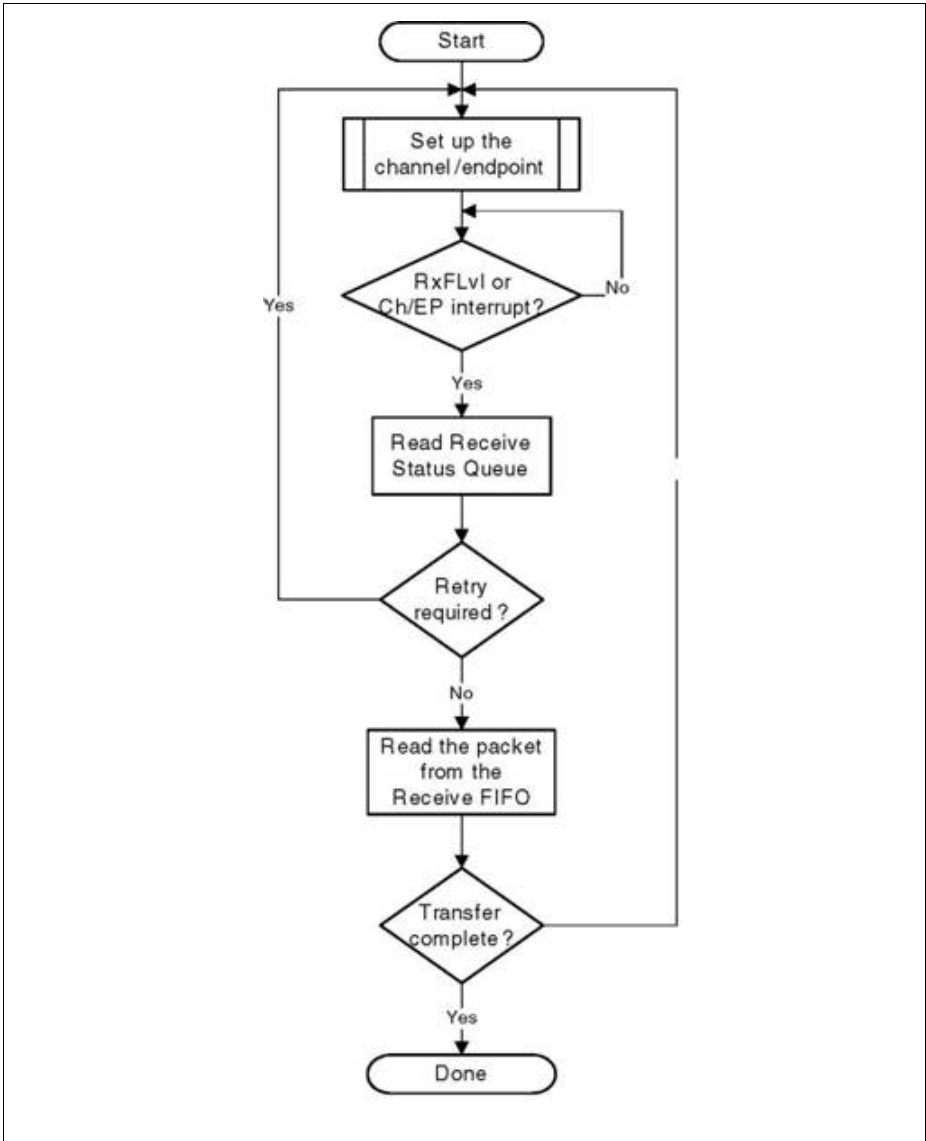 Start
Set up the
channel/endpoint
RxFLvl or
Ch/EP interrupt?
No
Yes
Yes
Read Receive
Status Queue
Retry
required?
No
Read the packet
from the
Receive FIFO
Transfer
complete?
Yes
Done